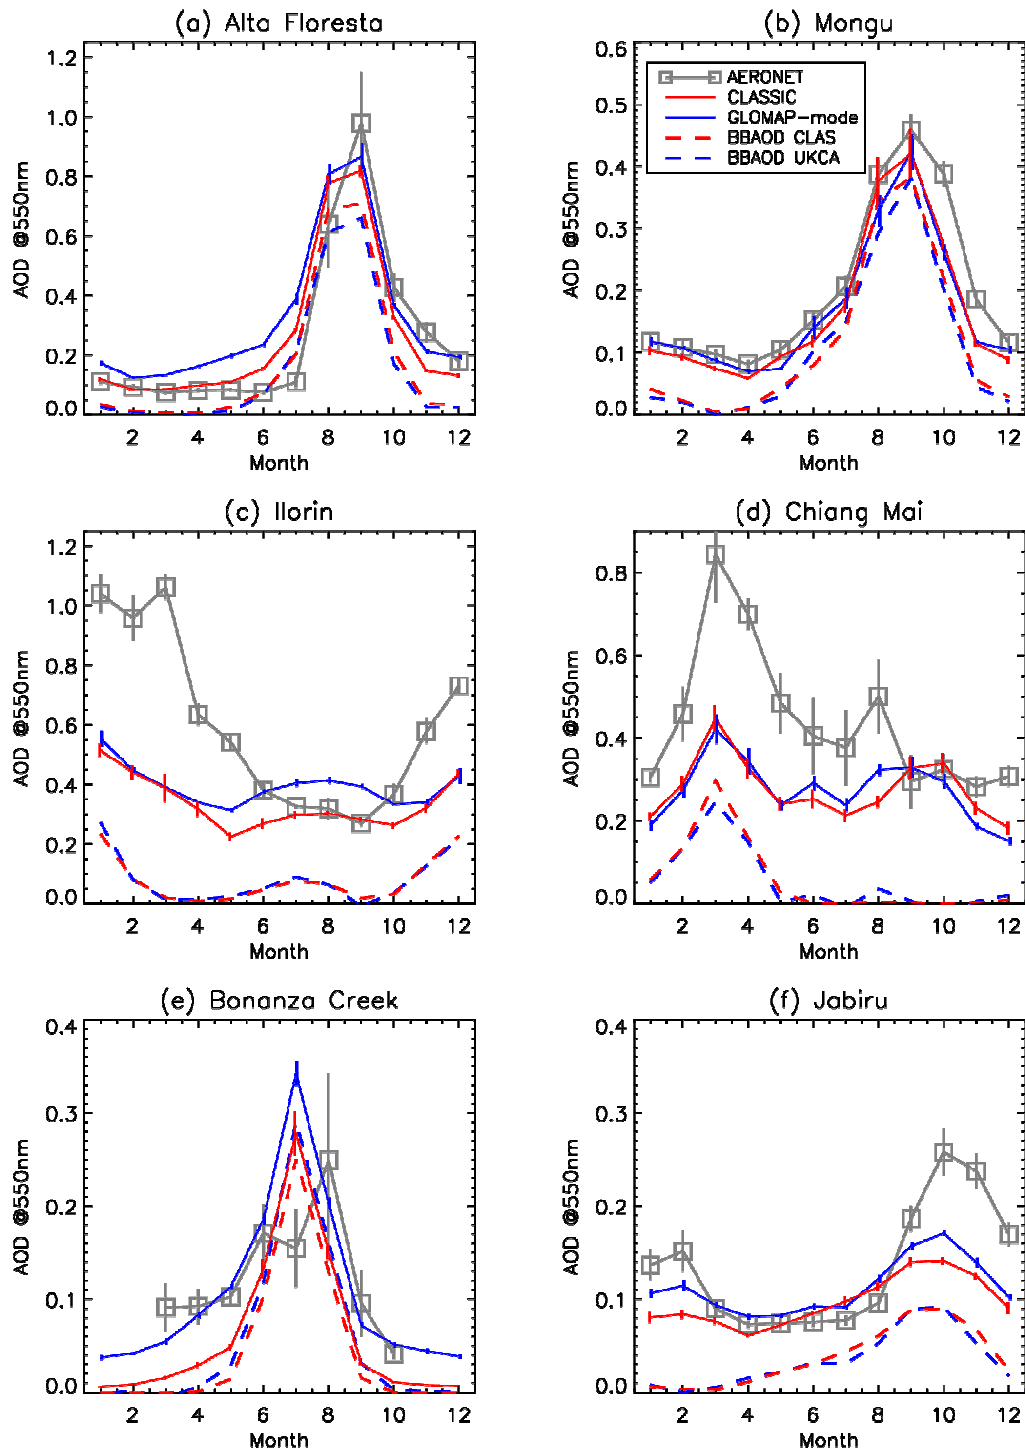 (a) Alta Floresta
1.2
1.0
0.8
0.6
0.4
0.2
0.0
AOD @550nm
2 4 6 8 10 12
Month
(b) Mongu
0.6
0.5
0.4
0.3
0.2
0.1
0.0
AOD @550nm
AERONET
CLASSIC
GLOMAP-mode
BBAOD CLAS
BBAOD UKCA
2 4 6 8 10 12
Month
(c) Ilorin
1.2
1.0
0.8
0.6
0.4
0.2
0.0
AOD @550nm
2 4 6 8 10 12
Month
(d) Chiang Mai
0.8
0.6
0.4
0.2
0.0
AOD @550nm
2 4 6 8 10 12
Month
(e) Bonanza Creek
0.4
0.3
0.2
0.1
0.0
AOD @550nm
2 4 6 8 10 12
Month
(f) Jabiru
0.4
0.3
0.2
0.1
0.0
AOD @550nm
2 4 6 8 10 12
Month